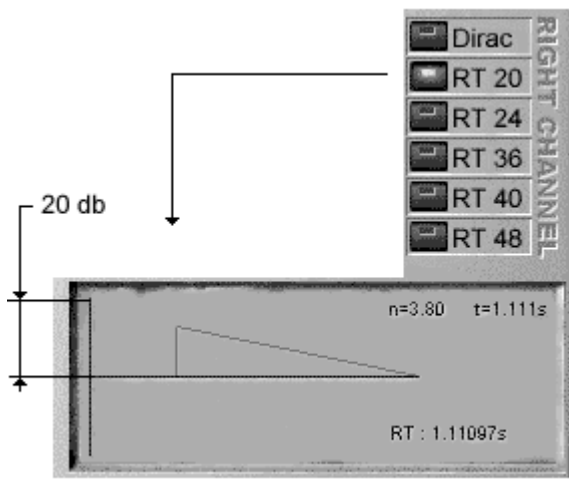 Dirac
RT 20
RT 24
RT 36
RT 40
RT 48
RIGHT CHANNEL
20 db
n=3.80 t=1.111s
RT : 1.11097s